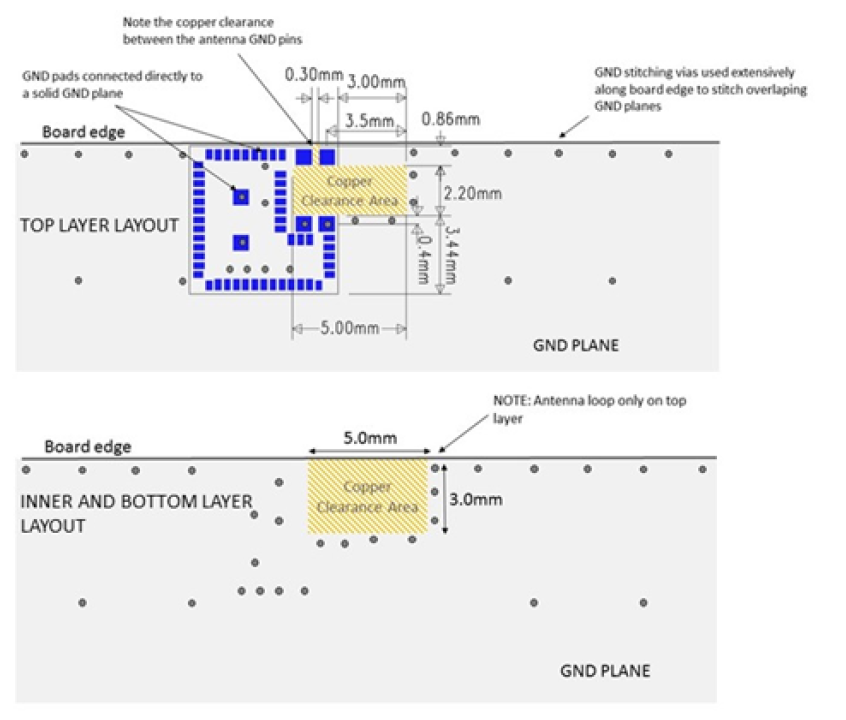 Note the copper clearance
between the antenna GND pins
GND pads connected directly to
a solid GND plane
0.30mm
3.00mm
GND stitching vias used extensively
along board edge to stitch overlaping
GND planes
3.5mm
0.86mm
Board edge
Copper
Clearance Area
2.20mm
TOP LAYER LAYOUT
0.4mm
3.44mm
5.00mm
GND PLANE
NOTE: Antenna loop only on top
layer
5.0mm
Board edge
Copper
Clearance Area
3.0mm
INNER AND BOTTOM LAYER
LAYOUT
GND PLANE